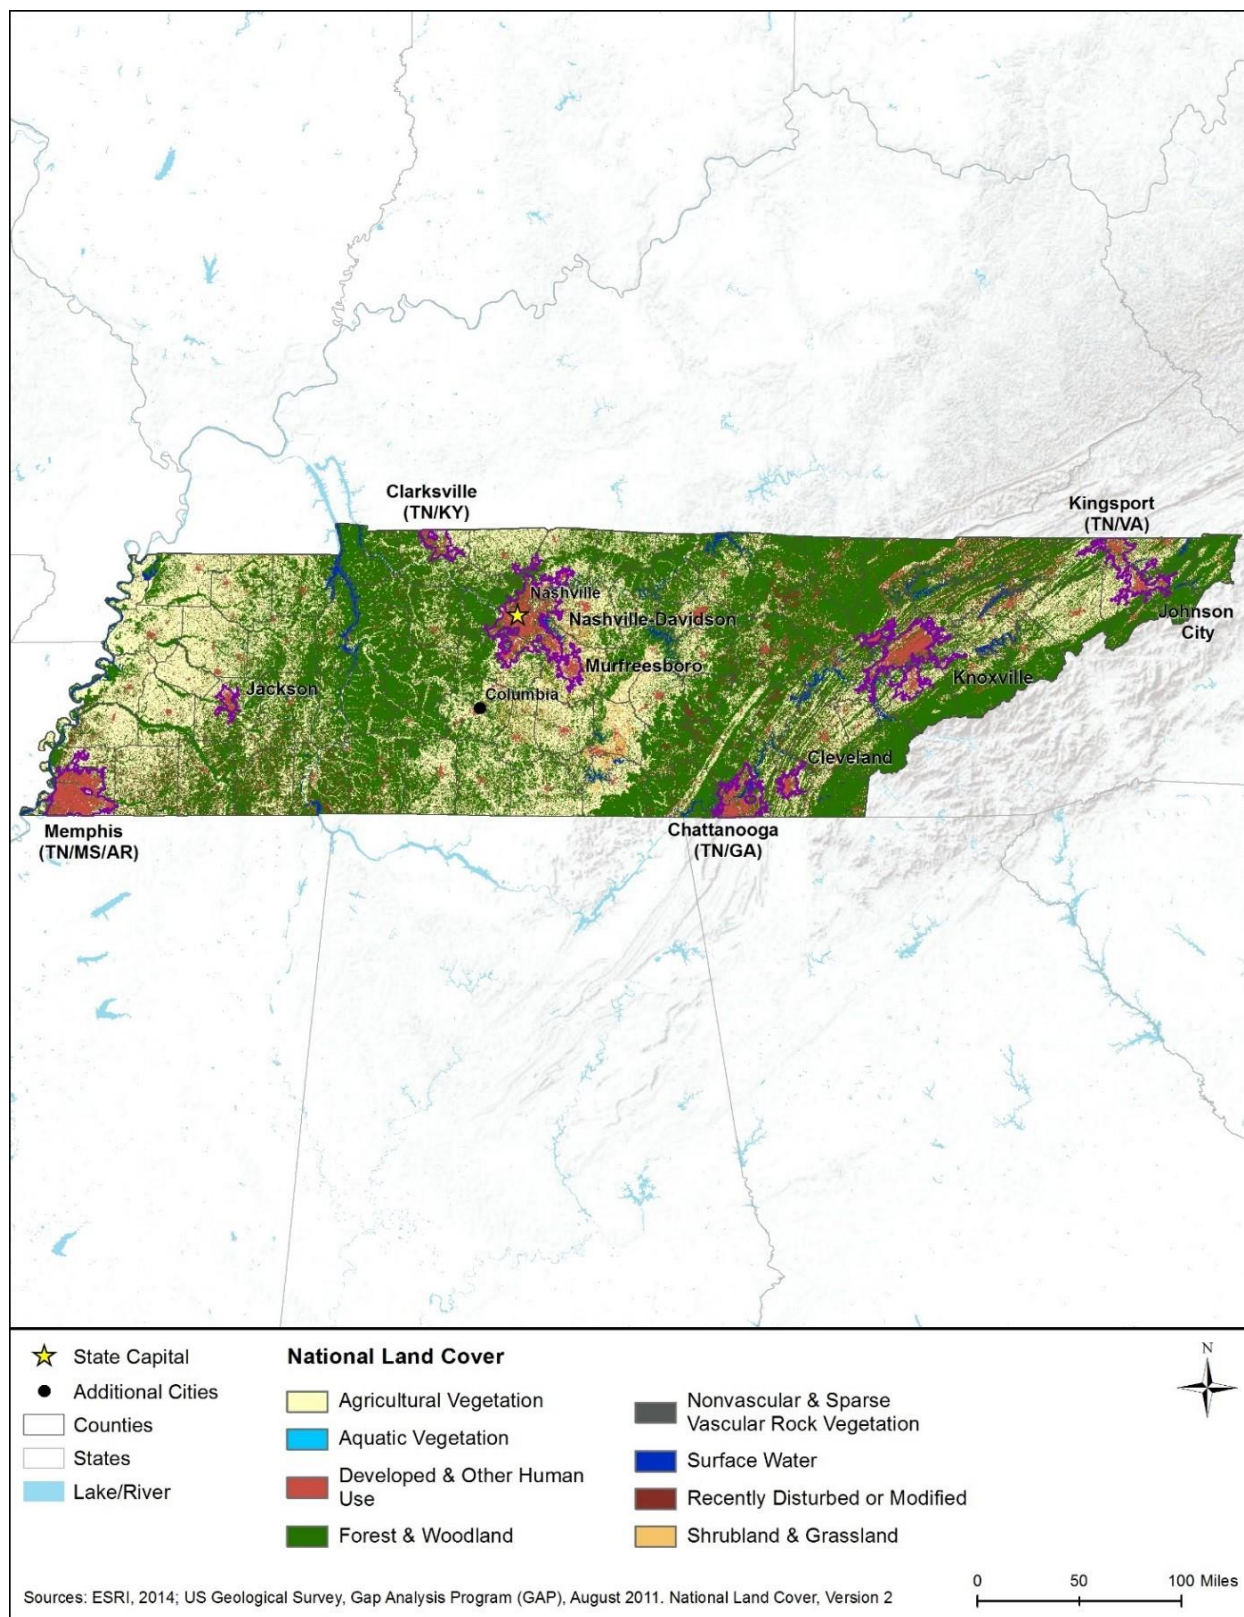 Clarksville
(TN/KY)
Kingsport
(TN/VA)
Nashville
Nashville-Davidson
Johnson
City
Murfreesboro
Knoxville
Jackson
Columbia
Cleveland
Memphis
(TN/MS/AR)
Chattanooga
(TN/GA)
State Capital
Additional Cities
Counties
States
Lake/River
National Land Cover
Agricultural Vegetation
Aquatic Vegetation
Developed & Other Human
Use
Forest & Woodland
Nonvascular & Sparse
Vascular Rock Vegetation
Surface Water
Recently Disturbed or Modified
Shrubland & Grassland
N
0 50 100 Miles
Sources: ESRI, 2014; US Geological Survey, Gap Analysis Program (GAP), August 2011. National Land Cover, Version 2